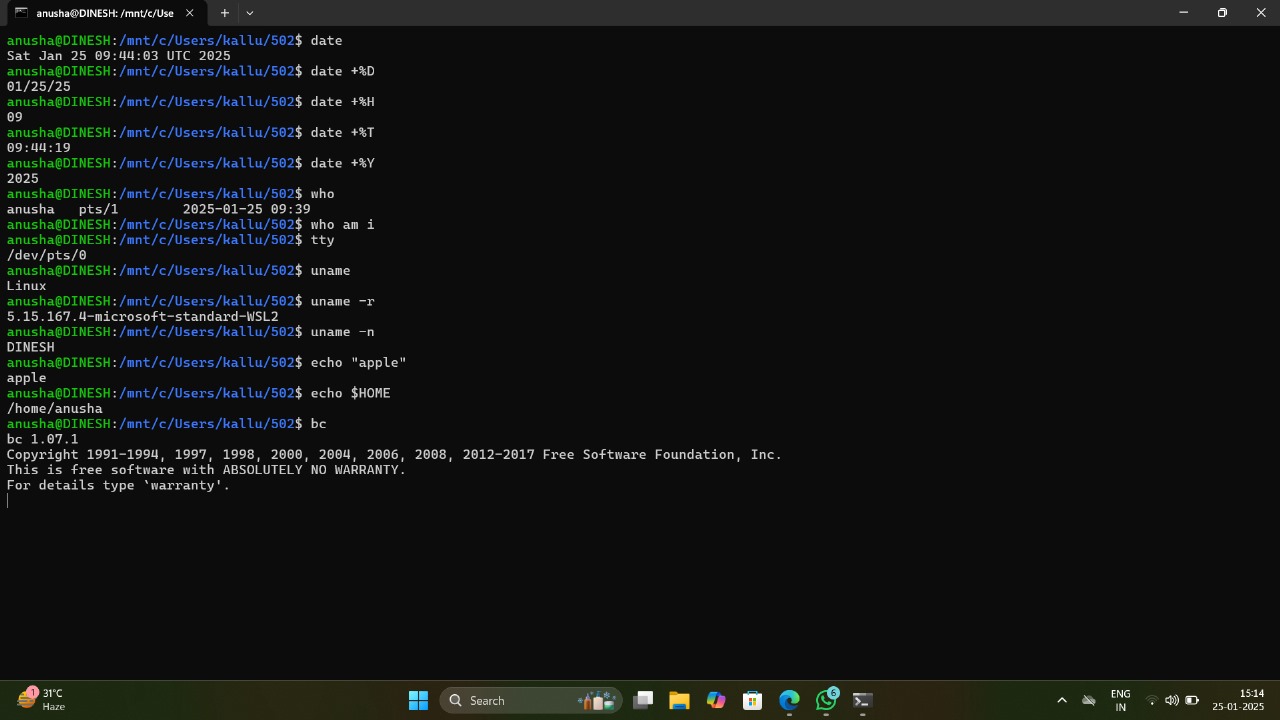 anusha@DINESH: /mnt/c/Use
anusha@DINESH:/mnt/c/Users/kallu/502$ date
Sat Jan 25 09:44:03 UTC 2025
anusha@DINESH:/mnt/c/Users/kallu/502$ date +%D
01/25/25
anusha@DINESH:/mnt/c/Users/kallu/502$ date +%H
09
anusha@DINESH:/mnt/c/Users/kallu/502$ date +%T
09:44:19
anusha@DINESH:/mnt/c/Users/kallu/502$ date +%Y
2025
anusha@DINESH:/mnt/c/Users/kallu/502$ who
anusha   pts/1        2025-01-25 09:39
anusha@DINESH:/mnt/c/Users/kallu/502$ who am i
anusha@DINESH:/mnt/c/Users/kallu/502$ tty
/dev/pts/0
anusha@DINESH:/mnt/c/Users/kallu/502$ uname
Linux
anusha@DINESH:/mnt/c/Users/kallu/502$ uname -r
5.15.167.4-microsoft-standard-WSL2
anusha@DINESH:/mnt/c/Users/kallu/502$ uname -n
DINESH
anusha@DINESH:/mnt/c/Users/kallu/502$ echo "apple"
apple
anusha@DINESH:/mnt/c/Users/kallu/502$ echo $HOME
/home/anusha
anusha@DINESH:/mnt/c/Users/kallu/502$ bc
bc 1.07.1
Copyright 1991-1994, 1997, 1998, 2000, 2004, 2006, 2008, 2012-2017 Free Software Foundation, Inc.
This is free software with ABSOLUTELY NO WARRANTY.
For details type `warranty'.
1
31°C
Haze
Search
6
ENG
IN
15:14
25-01-2025